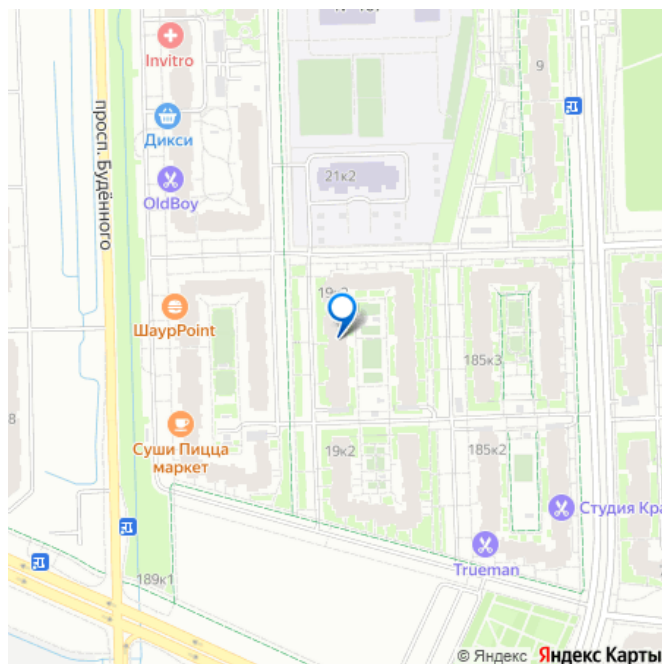 Invitro
9
Дикси
просп. Будённого
21к2
OldBoy
ШаурPoint
185к3
8
Суши Пицца
маркет
19к2
185к2
Студия Кра
Trueman
189к1
© Яндекс Яндекс Карты